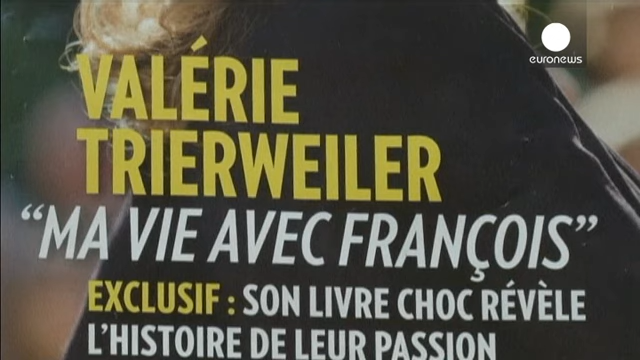 euronews
VALÉRIE
TRIERWEILER
"MA VIE AVEC FRANÇOIS"
EXCLUSIF : SON LIVRE CHOC RÉVÈLE
L'HISTOIRE DE LEUR PASSION